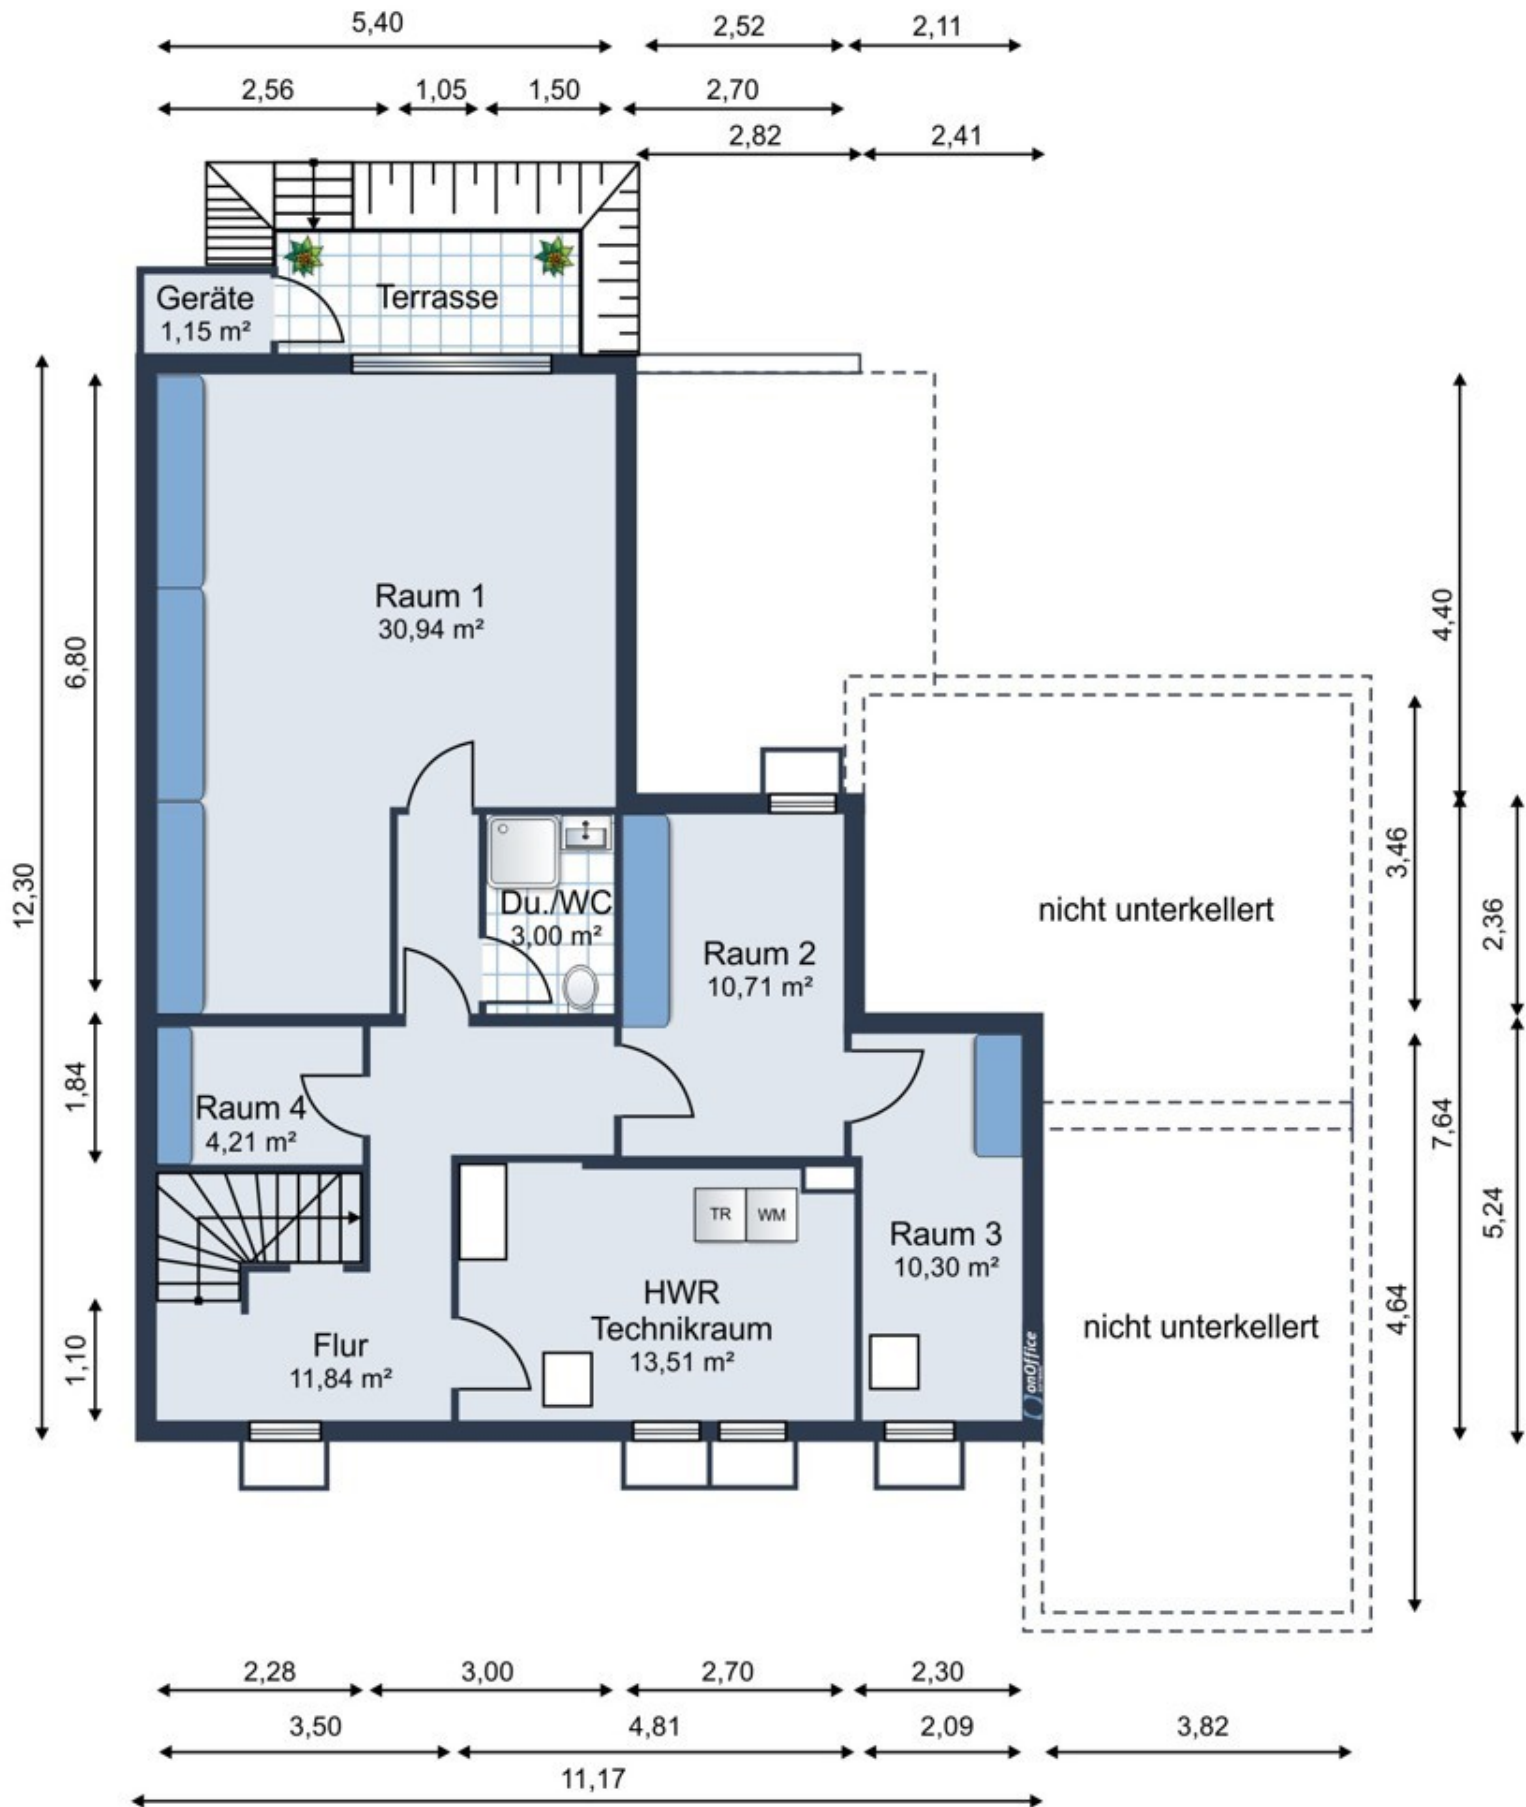 5,40
2,52
2,11
2,56
1,05
1,50
2,70
2,82
2,41
Geräte
1,15 m²
Terrasse
Raum 1
30,94 m²
6,80
12,30
4,40
3,46
2,36
nicht unterkellert
Du./WC
3,00 m²
Raum 2
10,71 m²
1,84
Raum 4
4,21 m²
7,64
5,24
TR
WM
Raum 3
10,30 m²
HWR
Technikraum
13,51 m²
4,64
nicht unterkellert
Flur
11,84 m²
1,10
onOffice
2,28
3,00
2,70
2,30
3,50
4,81
2,09
3,82
11,17